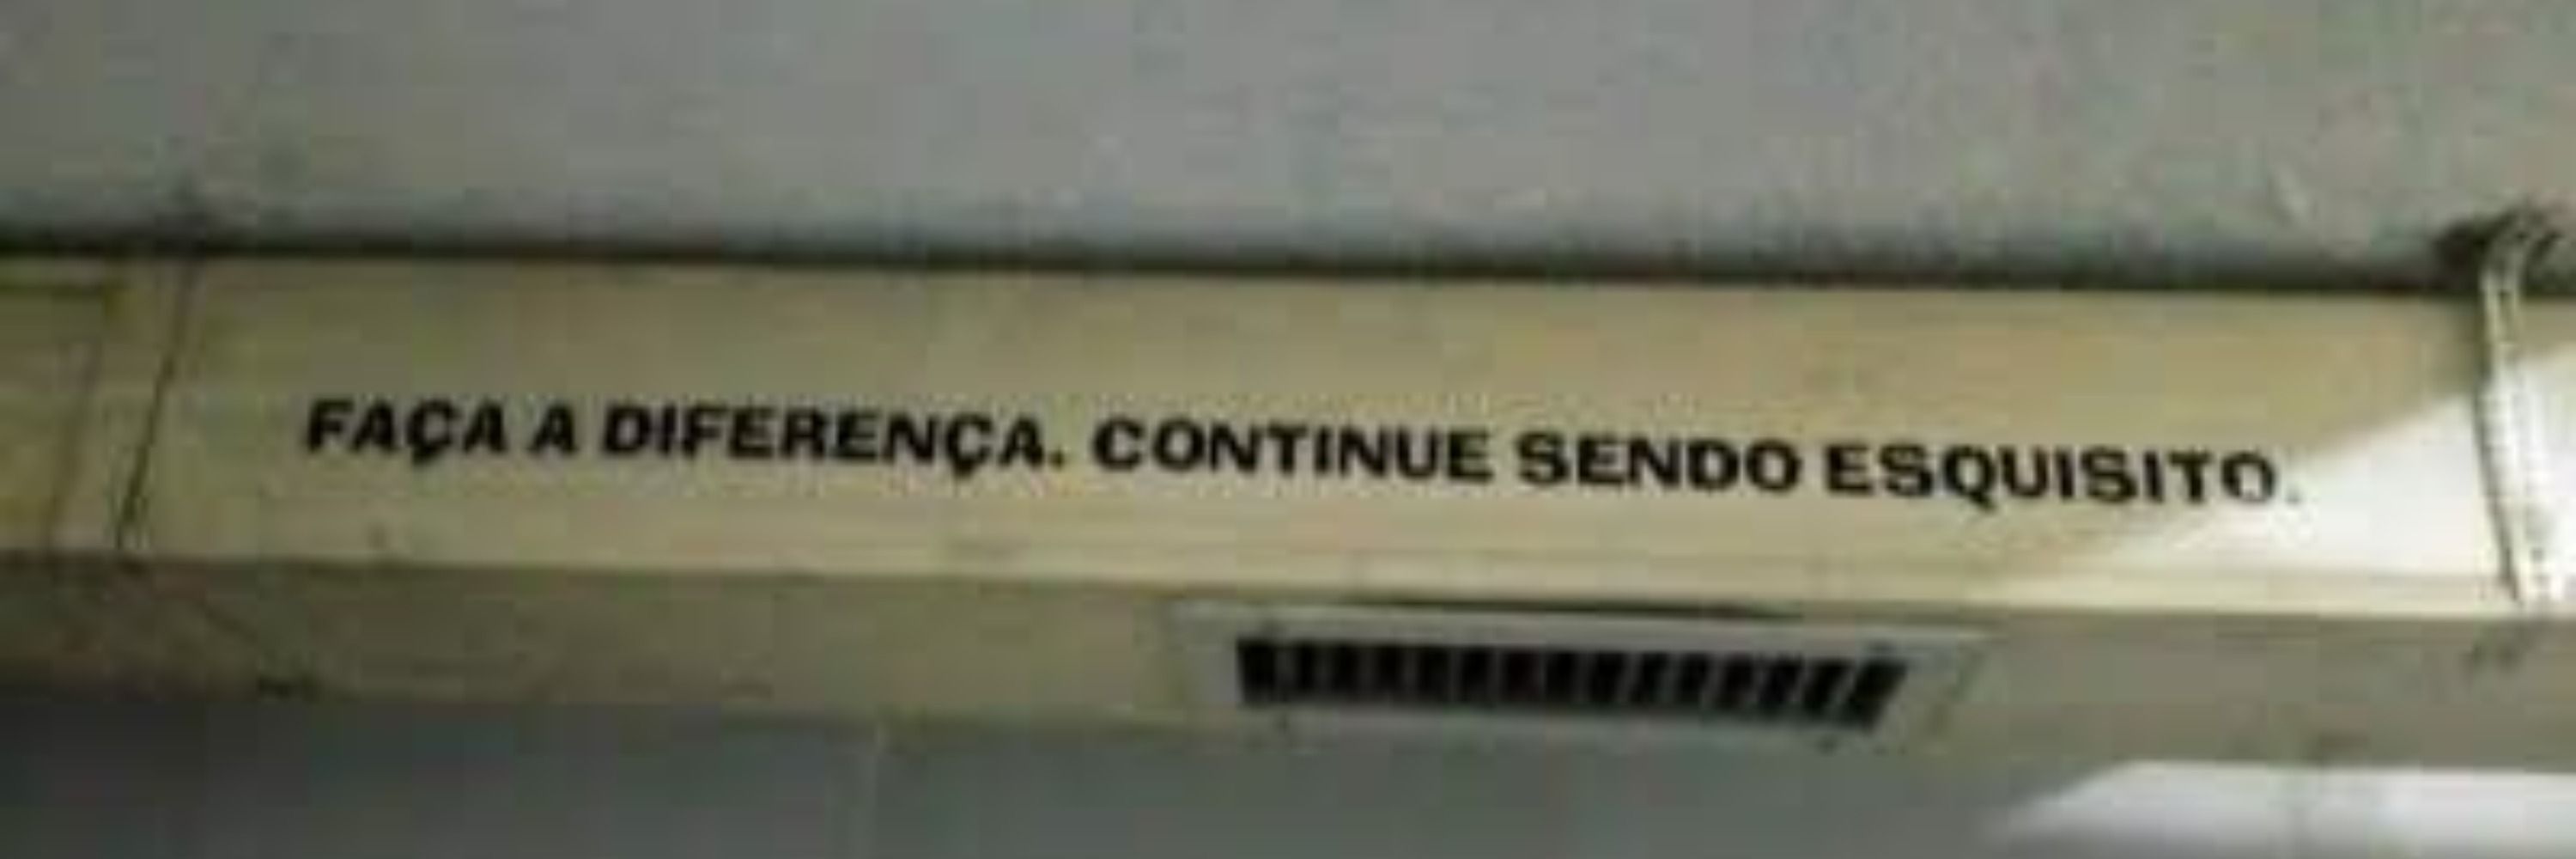 FAÇA A DIFERENÇA. CONTINUE SENDO ESQUISITO.